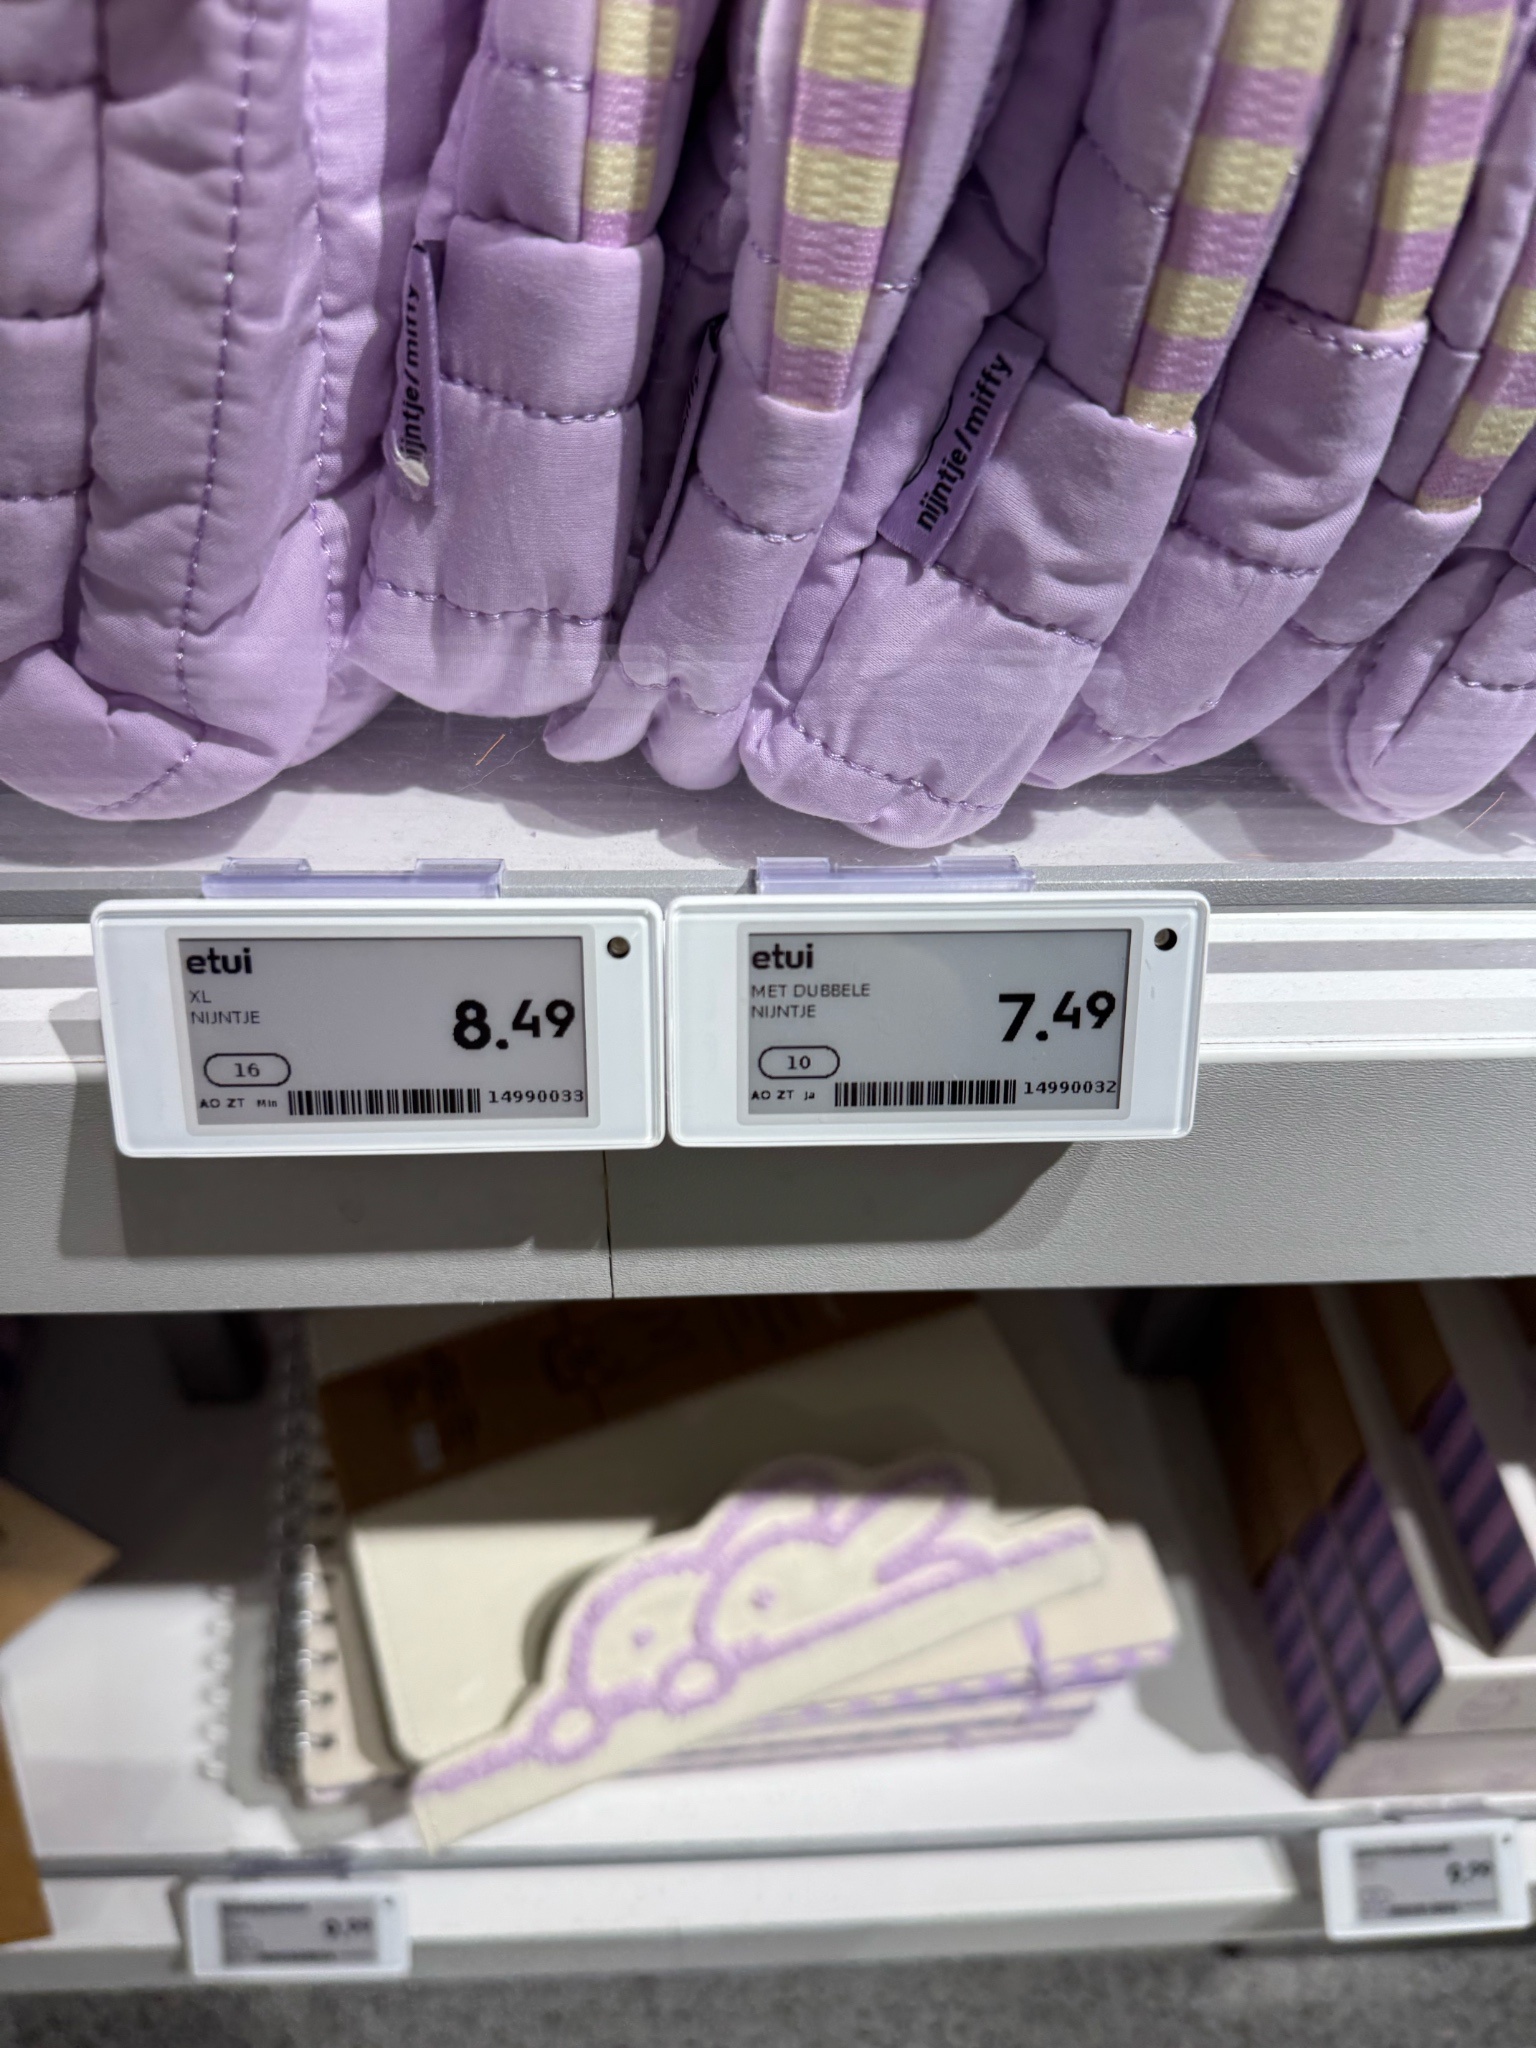 nijntje/miffy
nijntje/miffy
etui
XL
NIJNTJE
8.49
16
AO ZT Min
14990033
etui
MET DUBBELE
NIJNTJE
7.49
10
AO ZT ja
14990032